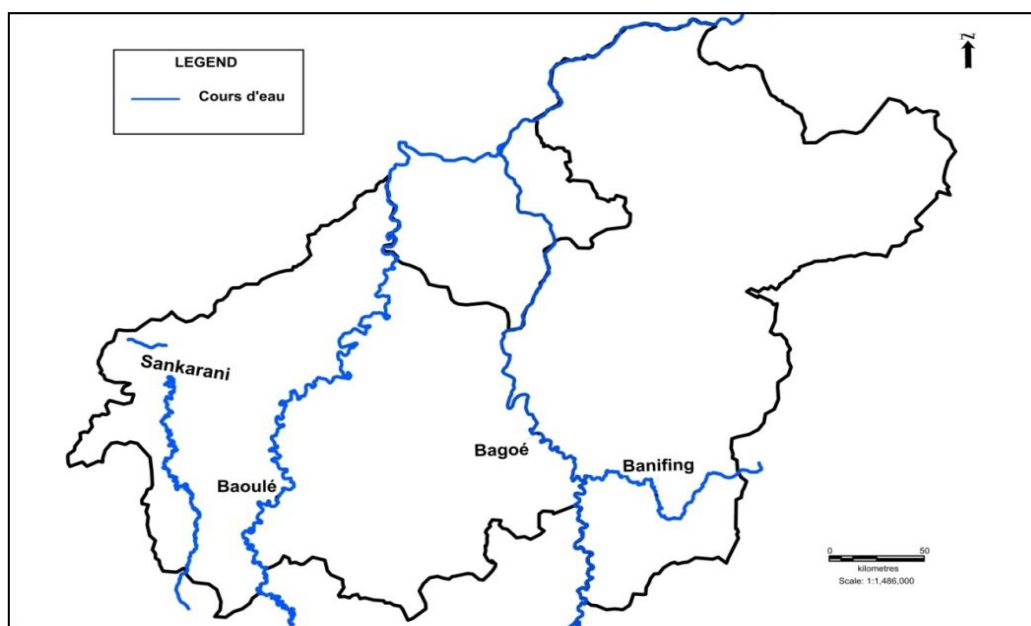 LEGEND
Cours d'eau
N
Sankarani
Baoulé
Bagoé
Banifing
0 50
kilometres
Scale: 1:1,486,000